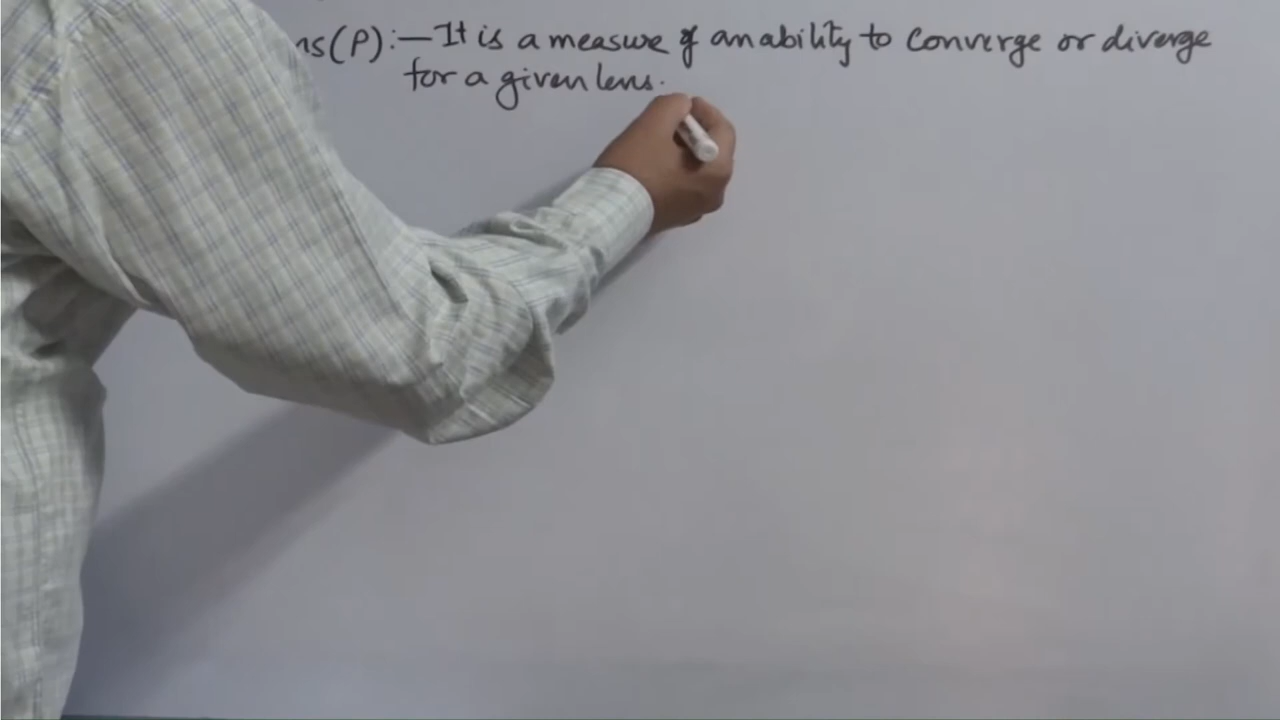 ns(P):— It is a measure of an ability to converge or diverge
for a given lens.